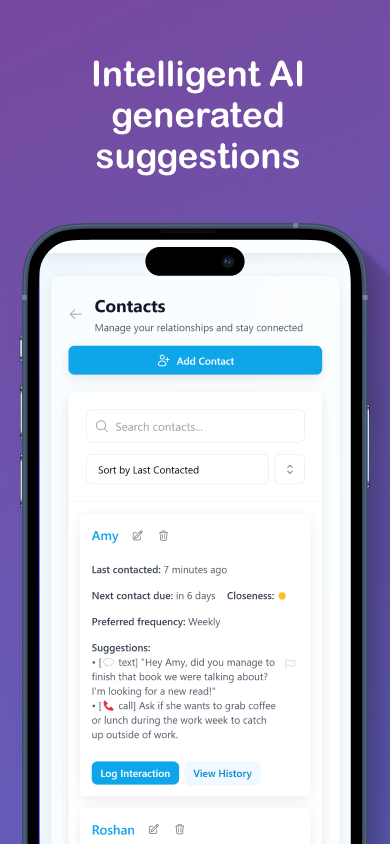 Intelligent AI
generated
suggestions
Contacts
Manage your relationships and stay connected
Add Contact
Search contacts...
Sort by Last Contacted
Amy
Last contacted: 7 minutes ago
Next contact due: in 6 days Closeness:
Preferred frequency: Weekly
Suggestions:
• [💬 text] "Hey Amy, did you manage to
finish that book we were talking about?
I'm looking for a new read!"
• [📞 call] Ask if she wants to grab coffee
or lunch during the work week to catch
up outside of work.
Log Interaction View History
Roshan